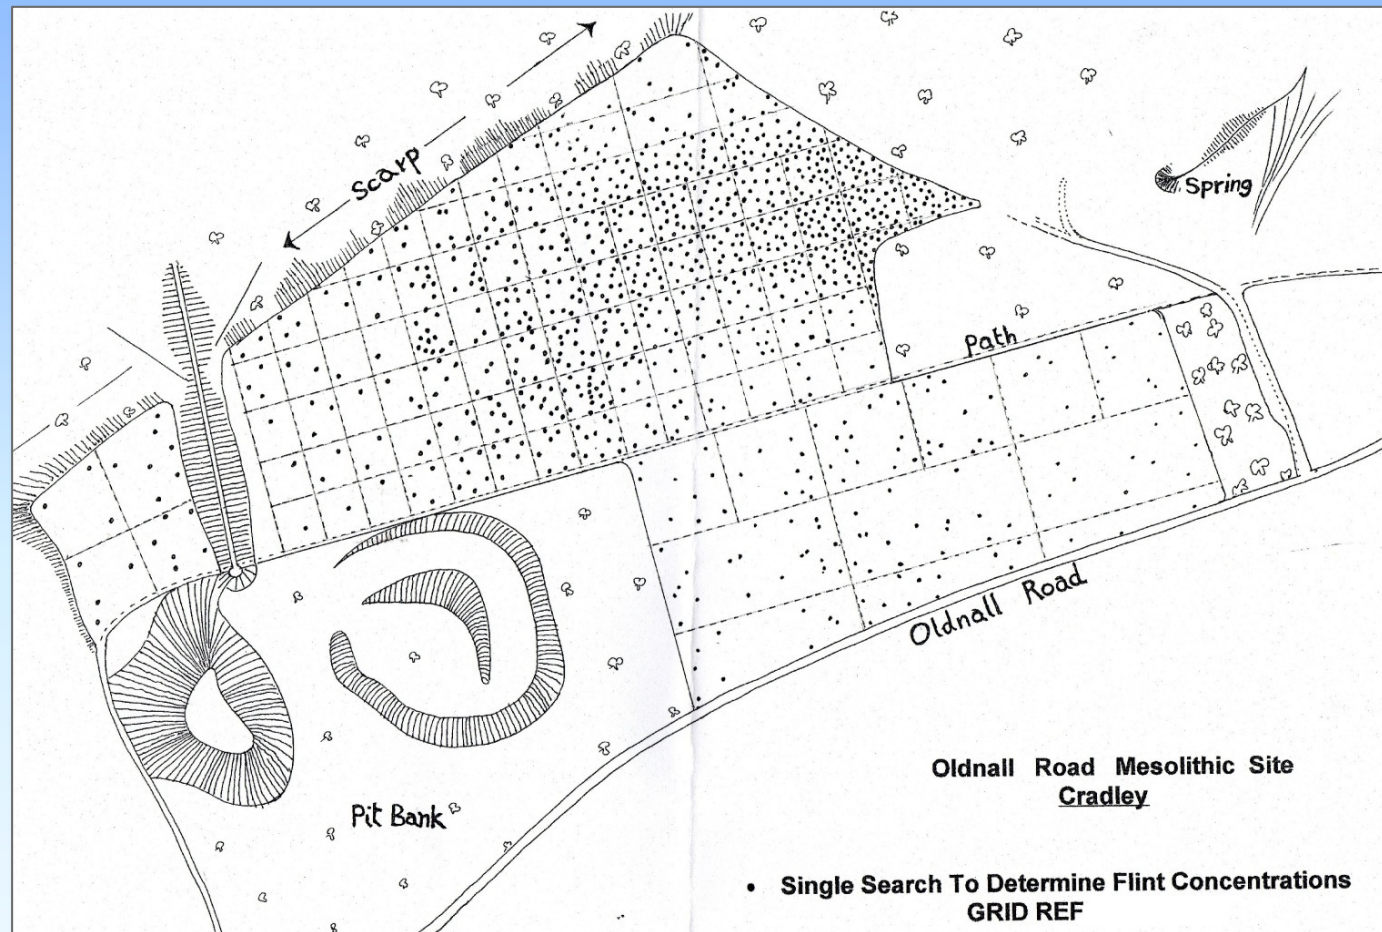 Scarp
Spring
Path
Oldnall Road
Pit Bank
Oldnall Road Mesolithic Site
Cradley
• Single Search To Determine Flint Concentrations
GRID REF